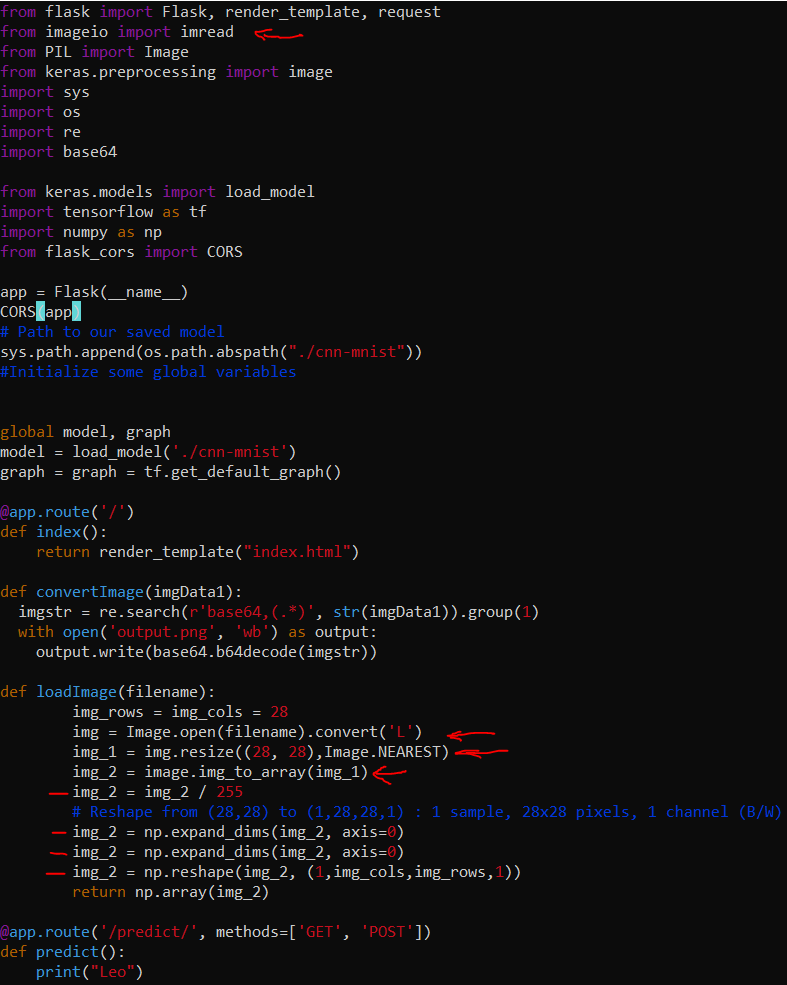 from flask import Flask, render_template, request
from imageio import imread
from PIL import Image
from keras.preprocessing import image
import sys
import os
import re
import base64

from keras.models import load_model
import tensorflow as tf
import numpy as np
from flask_cors import CORS

app = Flask(__name__)
CORS(app)
# Path to our saved model
sys.path.append(os.path.abspath("./cnn-mnist"))
#Initialize some global variables


global model, graph
model = load_model('./cnn-mnist')
graph = graph = tf.get_default_graph()

@app.route('/')
def index():
    return render_template("index.html")

def convertImage(imgData1):
  imgstr = re.search(r'base64,(.*)', str(imgData1)).group(1)
  with open('output.png', 'wb') as output:
    output.write(base64.b64decode(imgstr))

def loadImage(filename):
        img_rows = img_cols = 28
        img = Image.open(filename).convert('L')
        img_1 = img.resize((28, 28),Image.NEAREST)
        img_2 = image.img_to_array(img_1)
        img_2 = img_2 / 255
        # Reshape from (28,28) to (1,28,28,1) : 1 sample, 28x28 pixels, 1 channel (B/W)
        img_2 = np.expand_dims(img_2, axis=0)
        img_2 = np.expand_dims(img_2, axis=0)
        img_2 = np.reshape(img_2, (1,img_cols,img_rows,1))
        return np.array(img_2)

@app.route('/predict/', methods=['GET', 'POST'])
def predict():
    print("Leo")